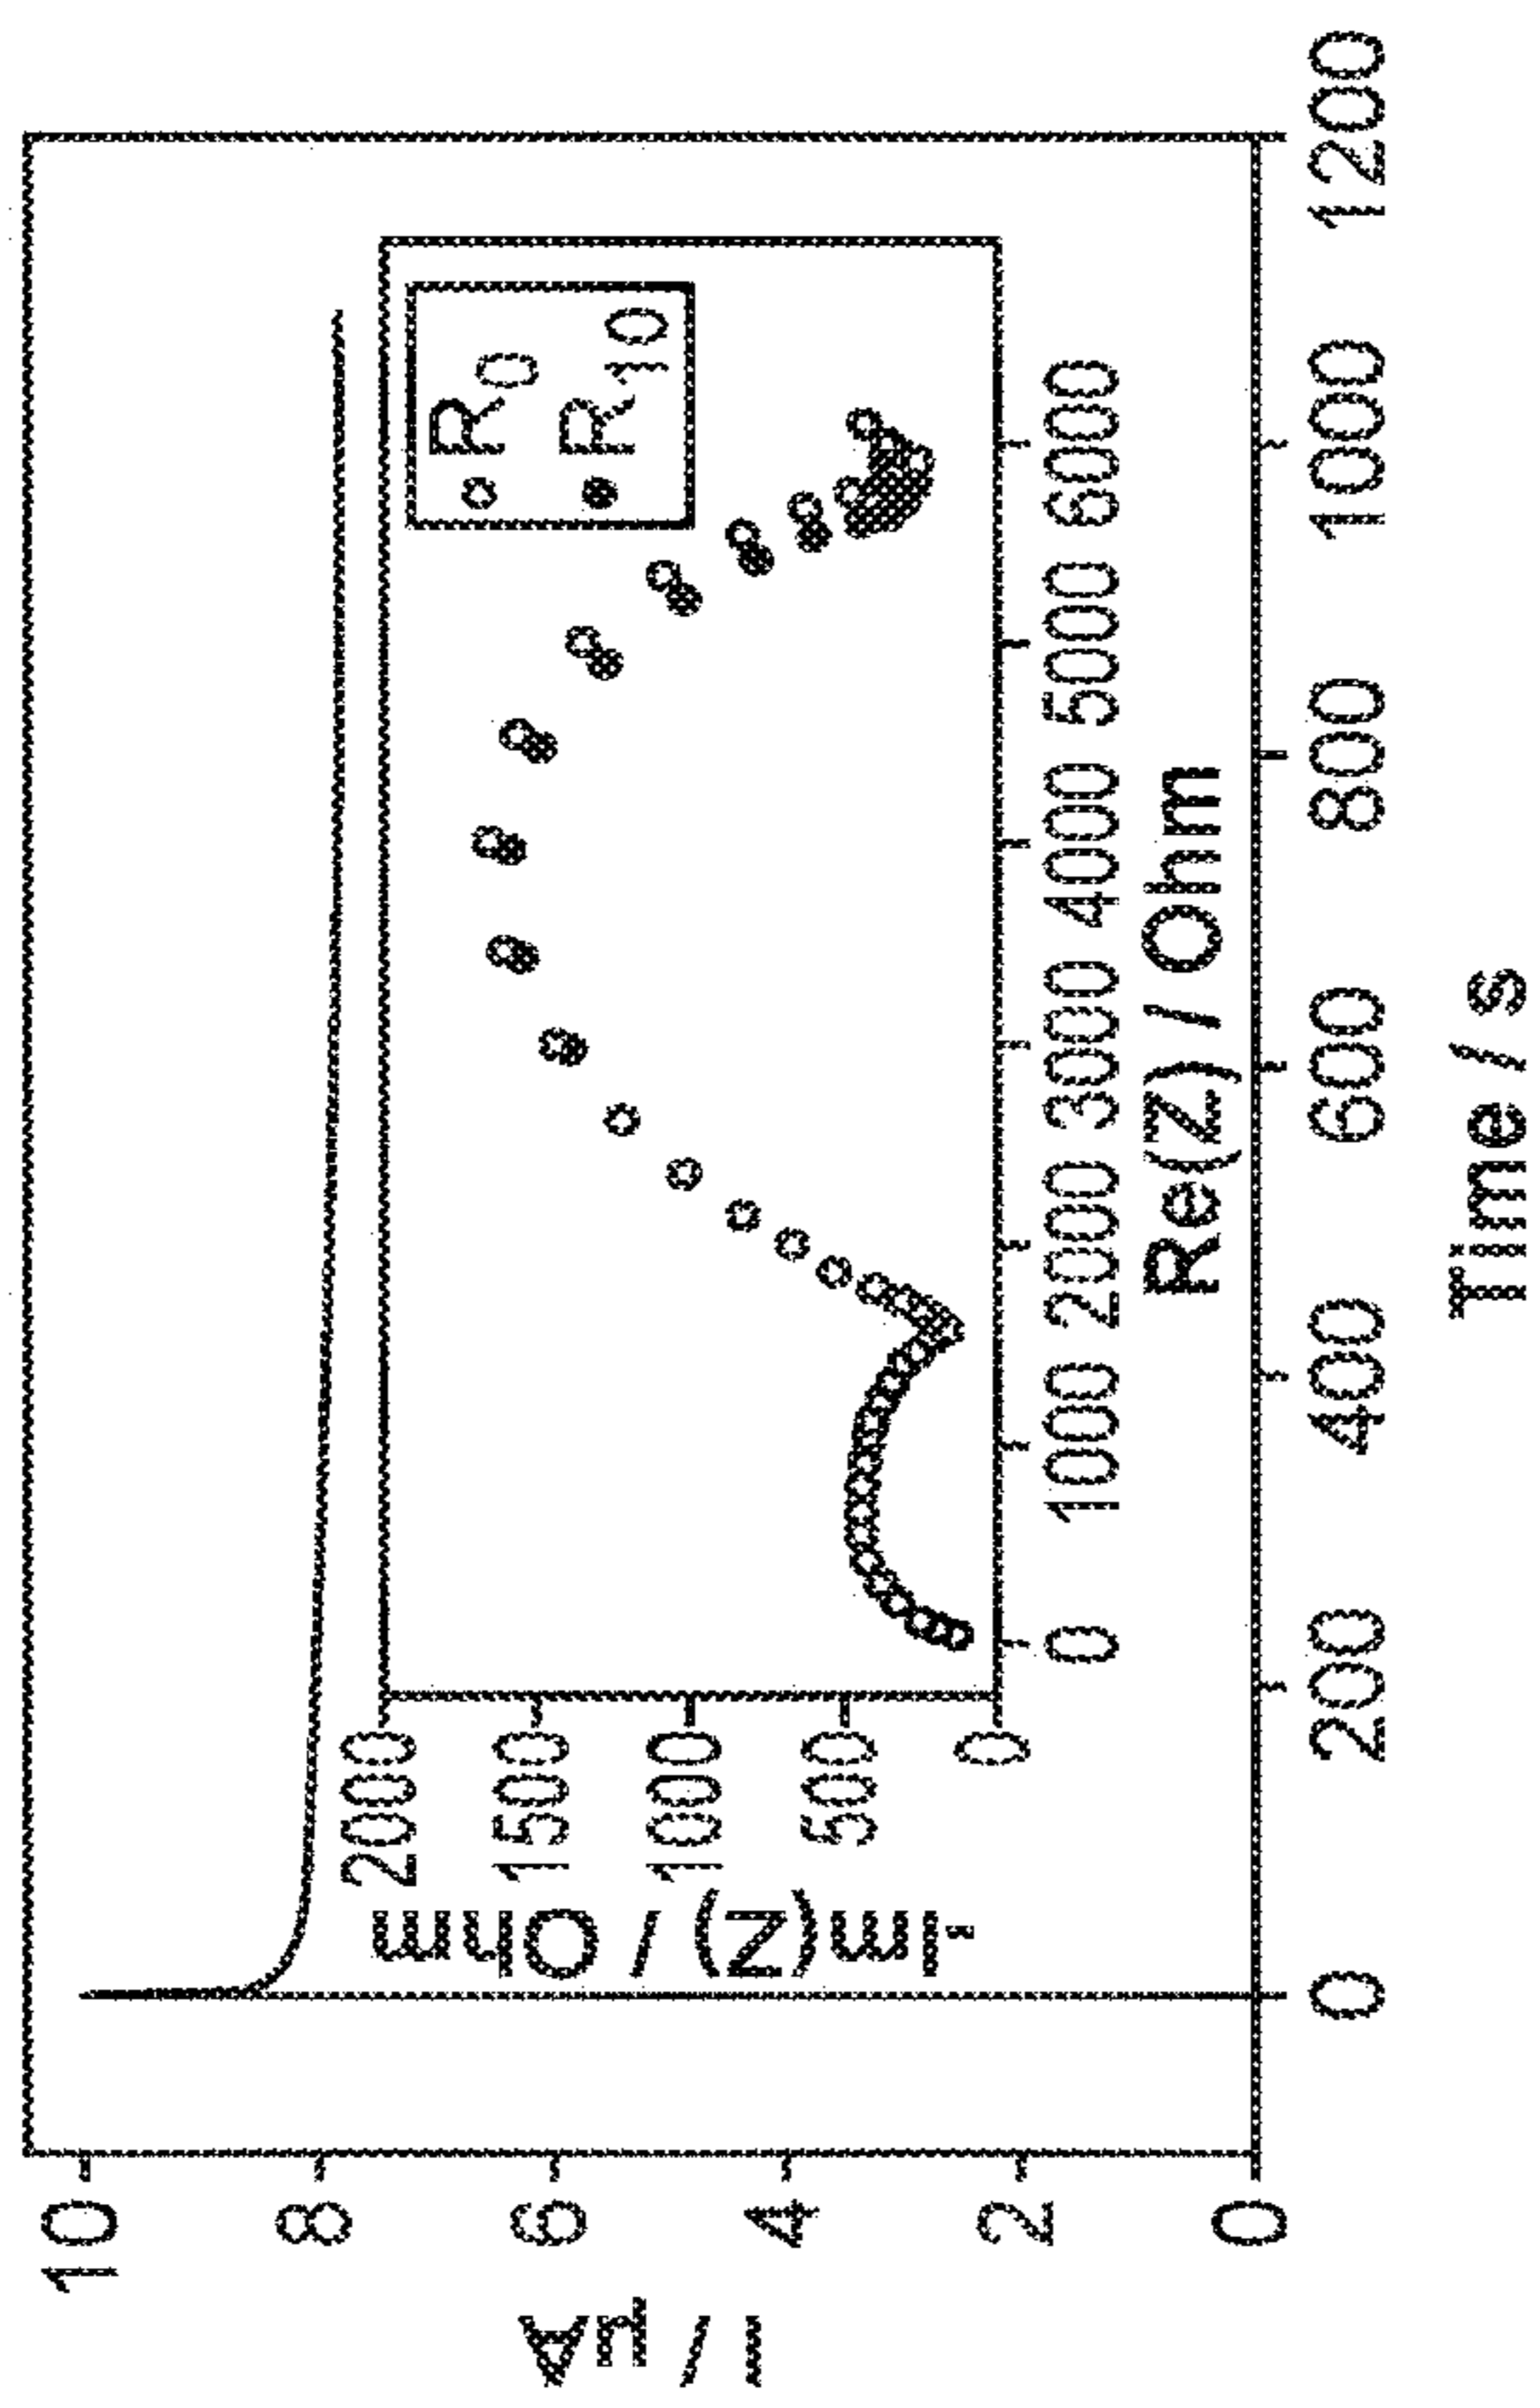 I / μA
10
8
6
4
2
0
-Im(Z) / Ohm
2000
1500
1000
500
0
R0
R10
0 1000 2000 3000 4000 5000 6000
Re(Z) / Ohm
0 200 400 600 800 1000 1200
Time / s